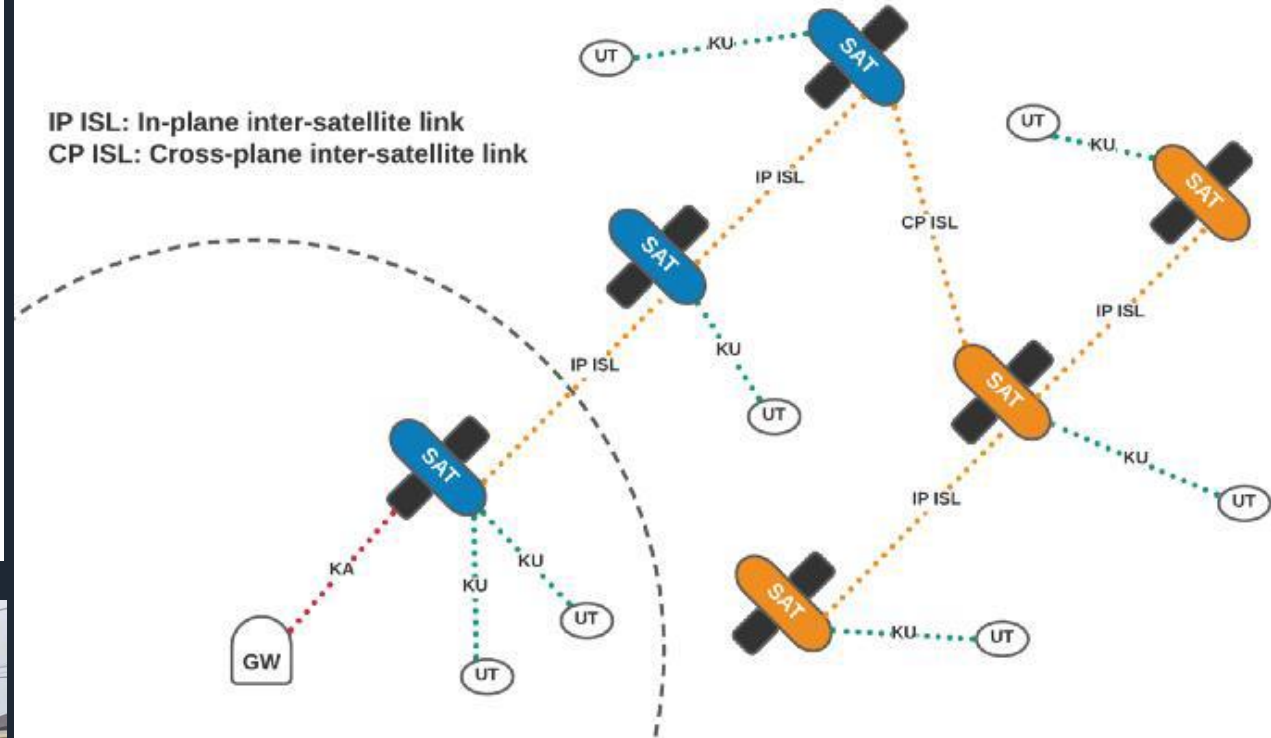 UT
KU
SAT
IP ISL: In-plane inter-satellite link
CP ISL: Cross-plane inter-satellite link
UT
KU
SAT
IP ISL
CP ISL
SAT
IP ISL
KU
IP ISL
SAT
UT
SAT
KU
UT
IP ISL
KU
KA
KU
SAT
UT
KU
UT
GW
UT